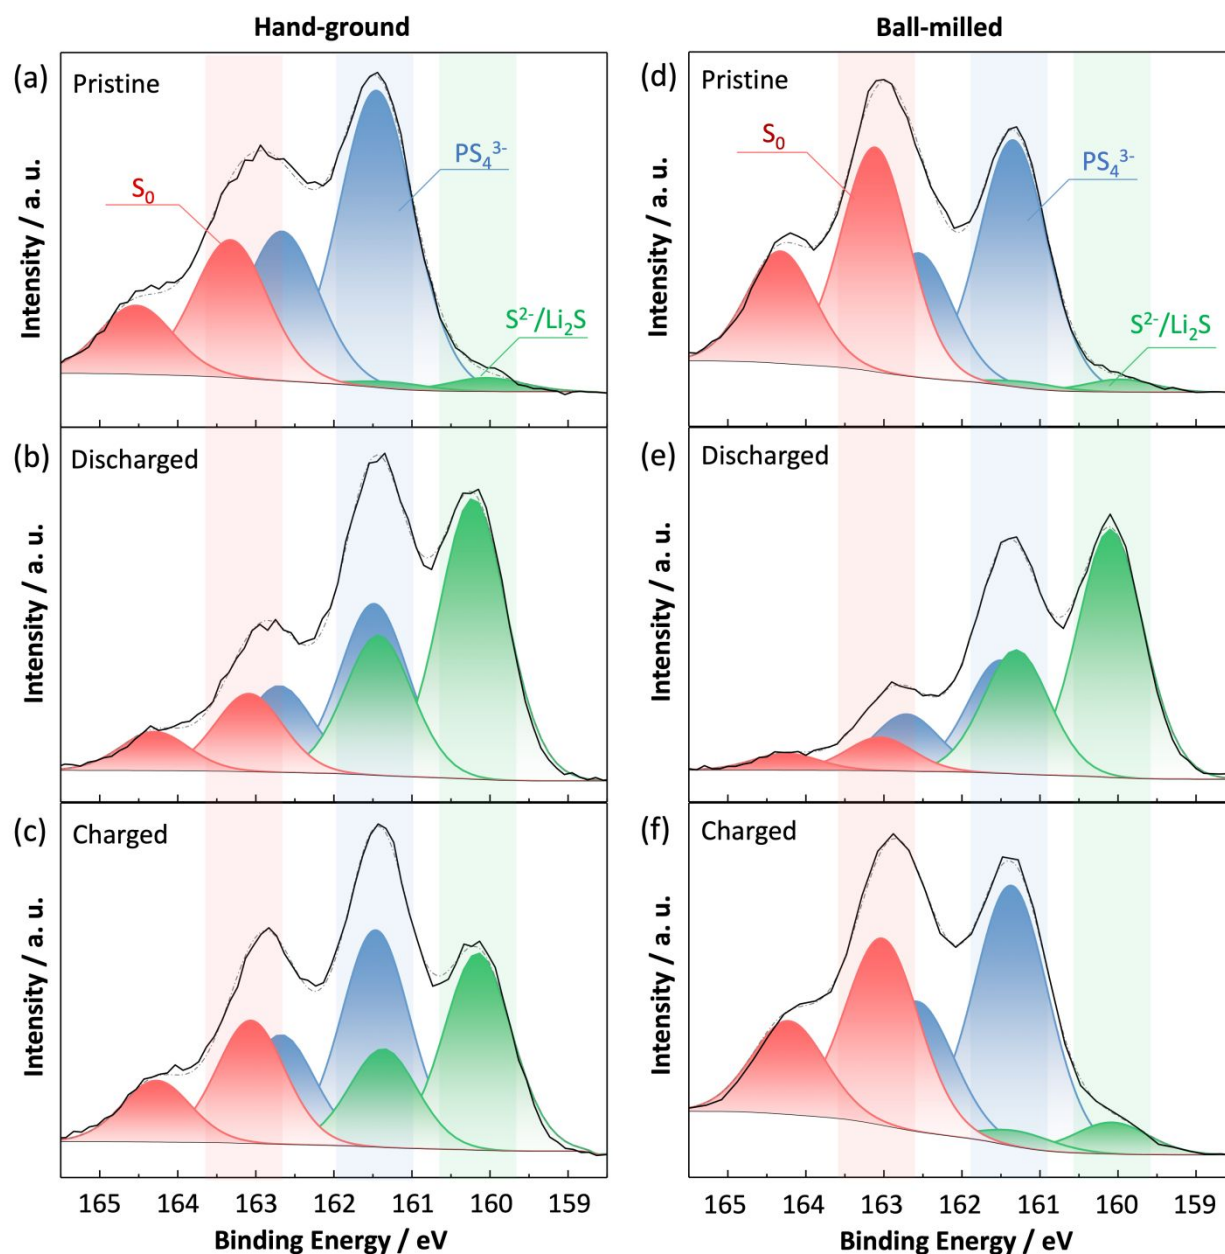 Hand-ground
Ball-milled
(a) Pristine
S₀
PS₄³⁻
S²⁻/Li₂S
Intensity / a. u.
(d) Pristine
S₀
PS₄³⁻
S²⁻/Li₂S
Intensity / a. u.
(b) Discharged
Intensity / a. u.
(e) Discharged
Intensity / a. u.
(c) Charged
Intensity / a. u.
(f) Charged
Intensity / a. u.
165 164 163 162 161 160 159
Binding Energy / eV
165 164 163 162 161 160 159
Binding Energy / eV